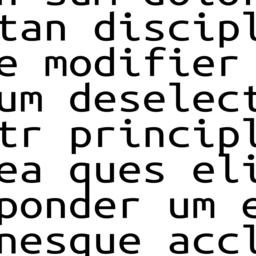 tan discipl
e modifier
um deselect
tr principl
ea ques eli
ponder um e
nesque accl